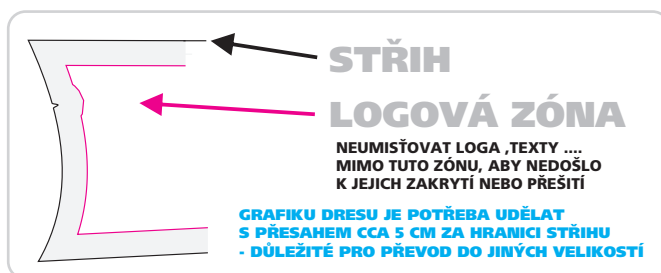 STŘIH
LOGOVÁ ZÓNA
NEUMISŤOVAT LOGA ,TEXTY ....
MIMO TUTO ZÓNU, ABY NEDOŠLO
K JEJICH ZAKRYTÍ NEBO PŘEŠITÍ
GRAFIKU DRESU JE POTŘEBA UDĚLAT
S PŘESAHEM CCA 5 CM ZA HRANICI STŘIHU
- DŮLEŽITÉ PRO PŘEVOD DO JINÝCH VELIKOSTÍ